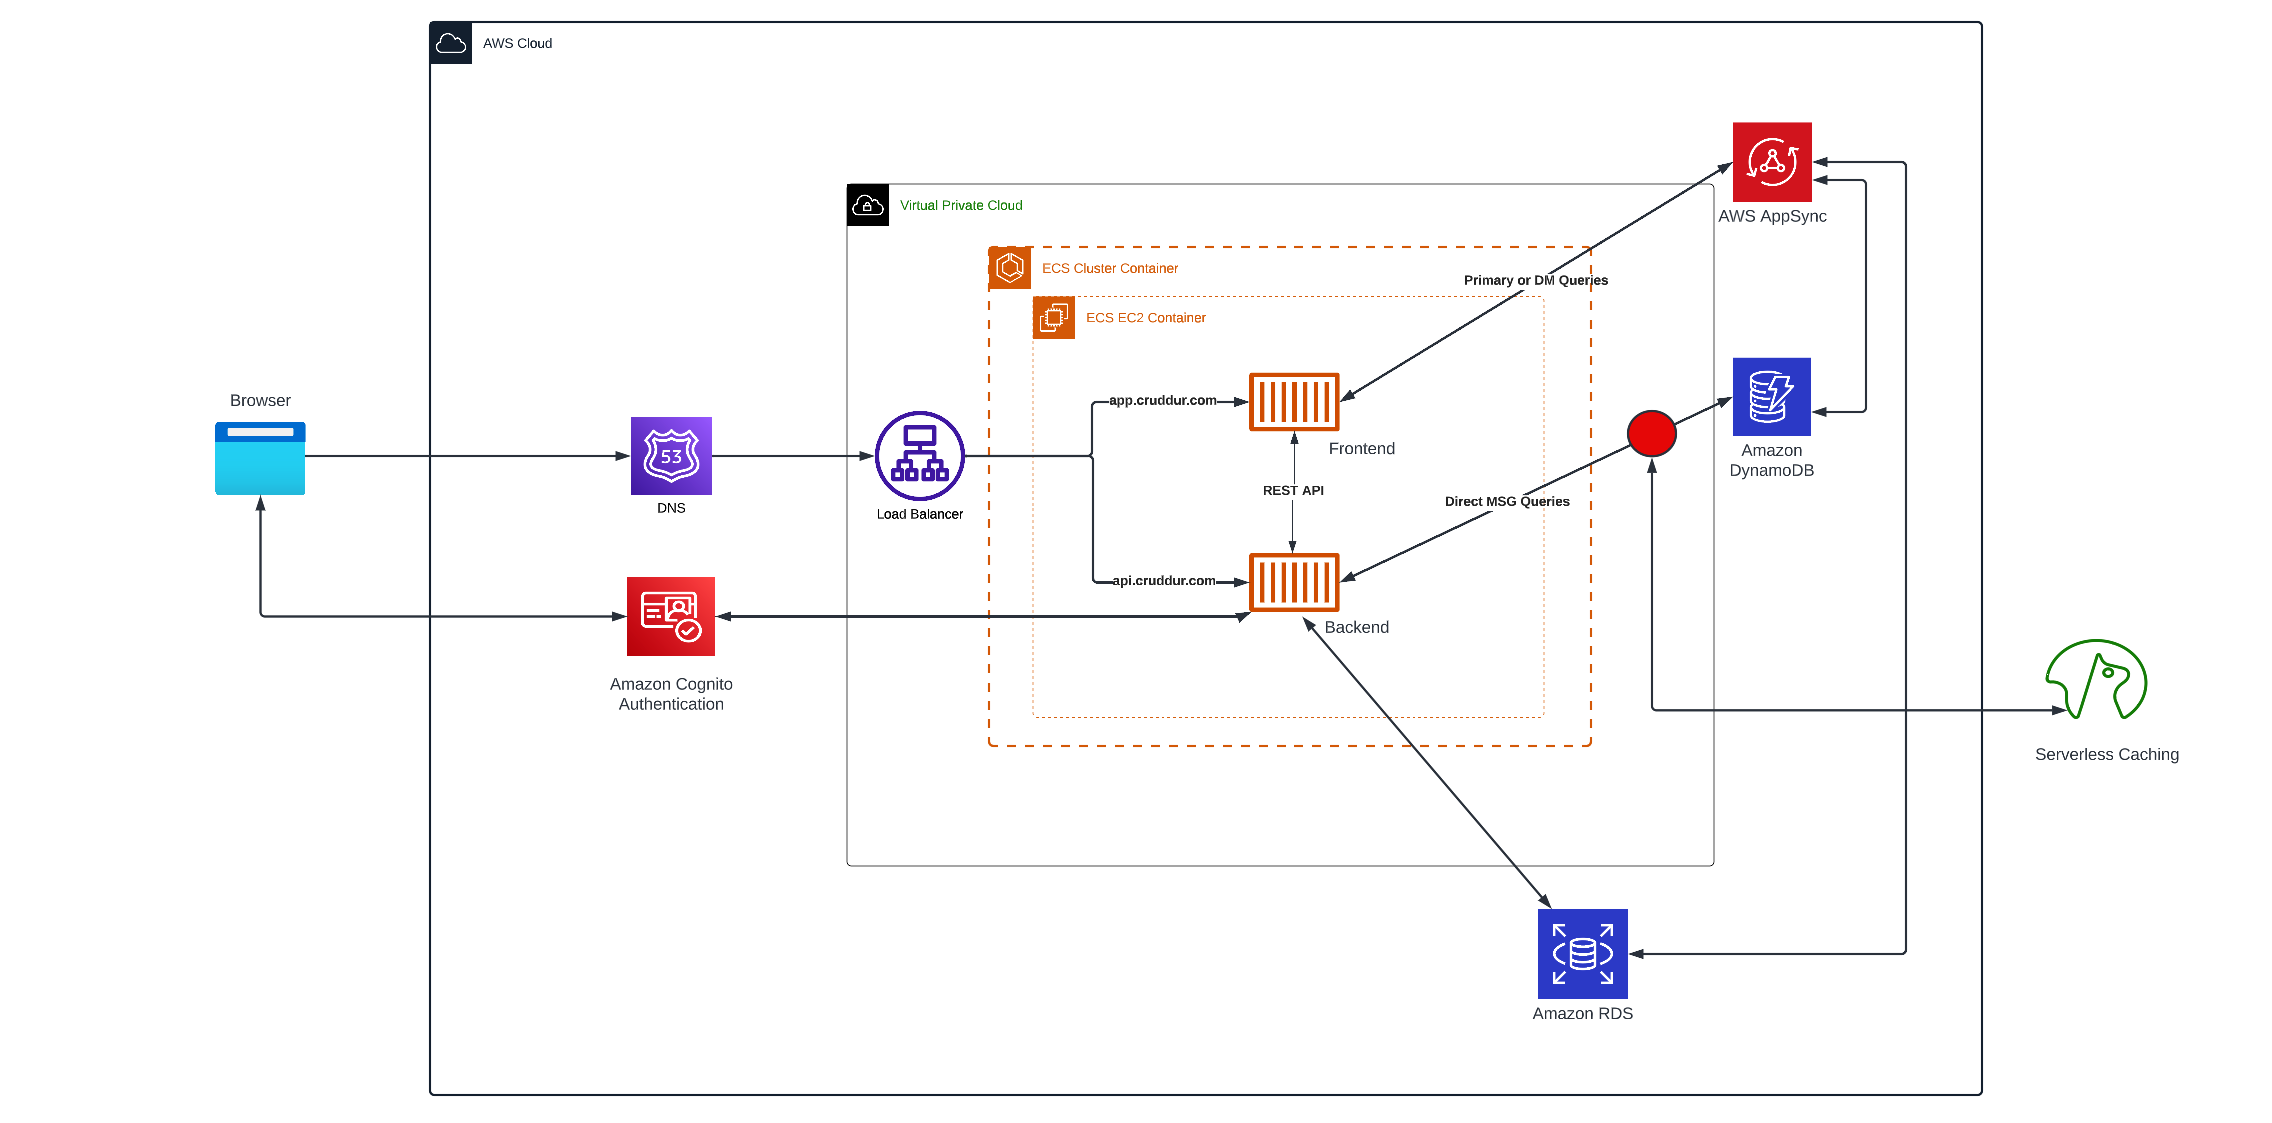 AWS Cloud
AWS AppSync
Virtual Private Cloud
ECS Cluster Container
Primary or DM Queries
ECS EC2 Container
Browser
app.cruddur.com
Frontend
53
DNS
Load Balancer
REST API
Direct MSG Queries
Amazon
DynamoDB
api.cruddur.com
Backend
Amazon Cognito
Authentication
Serverless Caching
Amazon RDS